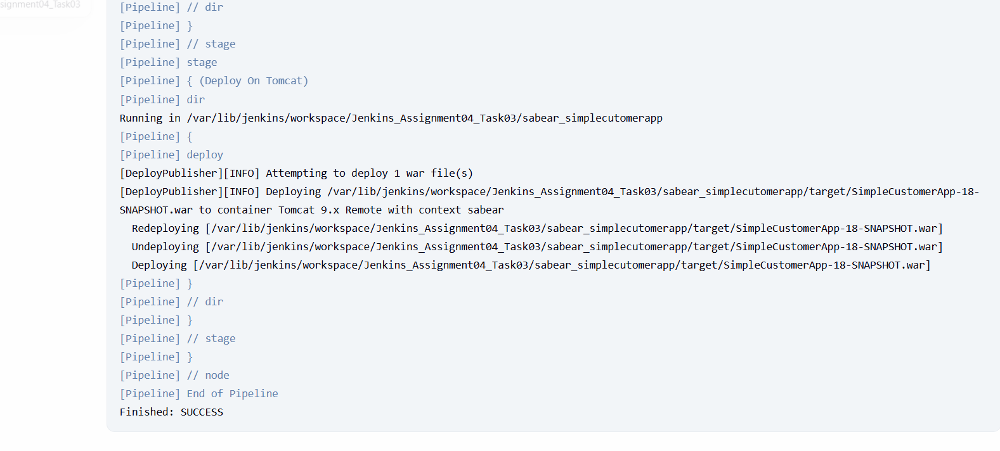 signment04_Task03
[Pipeline] // dir
[Pipeline] }
[Pipeline] // stage
[Pipeline] stage
[Pipeline] { (Deploy On Tomcat)
[Pipeline] dir
Running in /var/lib/jenkins/workspace/Jenkins_Assignment04_Task03/sabear_simplecutomerapp
[Pipeline] {
[Pipeline] deploy
[DeployPublisher][INFO] Attempting to deploy 1 war file(s)
[DeployPublisher][INFO] Deploying /var/lib/jenkins/workspace/Jenkins_Assignment04_Task03/sabear_simplecutomerapp/target/SimpleCustomerApp-18-
SNAPSHOT.war to container Tomcat 9.x Remote with context sabear
  Redeploying [/var/lib/jenkins/workspace/Jenkins_Assignment04_Task03/sabear_simplecutomerapp/target/SimpleCustomerApp-18-SNAPSHOT.war]
  Undeploying [/var/lib/jenkins/workspace/Jenkins_Assignment04_Task03/sabear_simplecutomerapp/target/SimpleCustomerApp-18-SNAPSHOT.war]
  Deploying [/var/lib/jenkins/workspace/Jenkins_Assignment04_Task03/sabear_simplecutomerapp/target/SimpleCustomerApp-18-SNAPSHOT.war]
[Pipeline] }
[Pipeline] // dir
[Pipeline] }
[Pipeline] // stage
[Pipeline] }
[Pipeline] // node
[Pipeline] End of Pipeline
Finished: SUCCESS